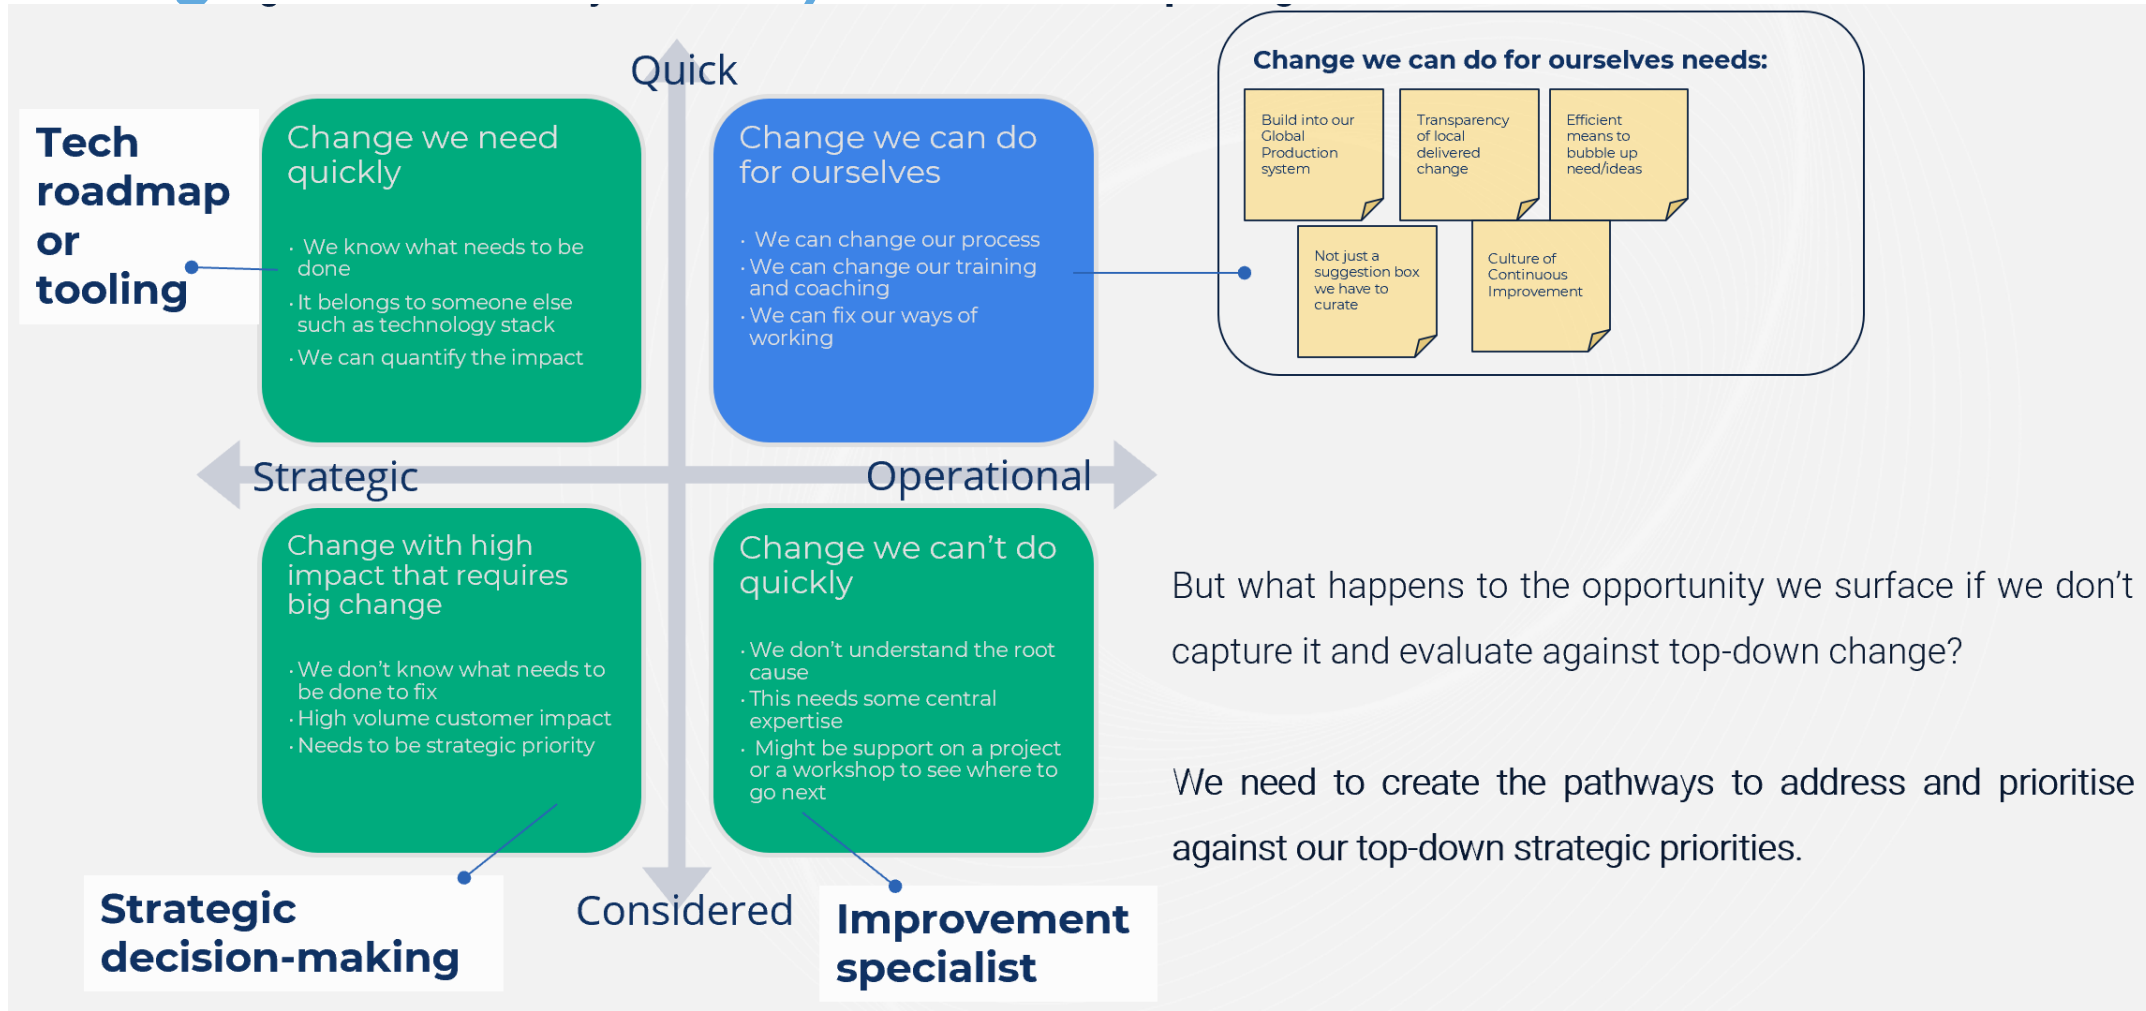 Quick
Tech
roadmap
or
tooling
Change we need
quickly
· We know what needs to be
done
· It belongs to someone else
such as technology stack
· We can quantify the impact
Change we can do
for ourselves
· We can change our process
· We can change our training
and coaching
· We can fix our ways of
working
Change we can do for ourselves needs:
Build into our
Global
Production
system
Transparency
of local
delivered
change
Efficient
means to
bubble up
need/ideas
Not just a
suggestion box
we have to
curate
Culture of
Continuous
Improvement
Strategic
Operational
Change with high
impact that requires
big change
· We don’t know what needs to
be done to fix
· High volume customer impact
· Needs to be strategic priority
Change we can’t do
quickly
· We don’t understand the root
cause
· This needs some central
expertise
· Might be support on a project
or a workshop to see where to
go next
Considered
Strategic
decision-making
Improvement
specialist
But what happens to the opportunity we surface if we don’t
capture it and evaluate against top-down change?
We need to create the pathways to address and prioritise
against our top-down strategic priorities.